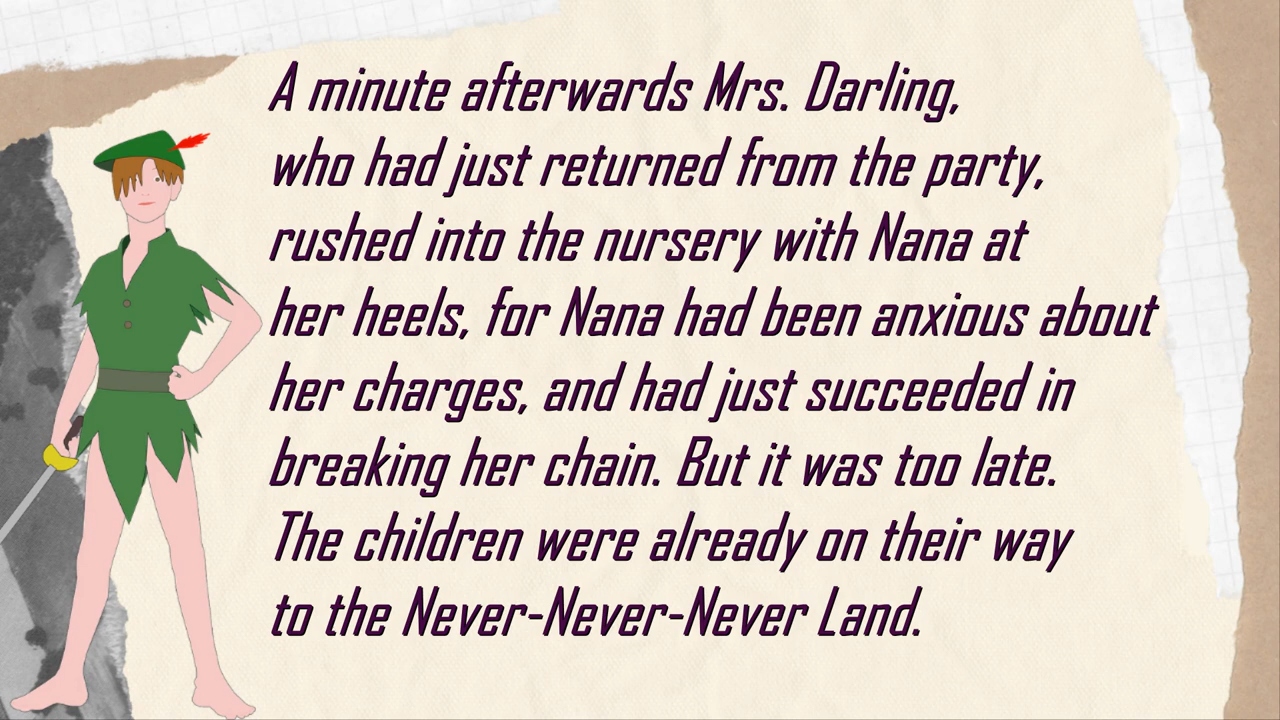 A minute afterwards Mrs. Darling,
who had just returned from the party,
rushed into the nursery with Nana at
her heels, for Nana had been anxious about
her charges, and had just succeeded in
breaking her chain. But it was too late.
The children were already on their way
to the Never-Never-Never Land.